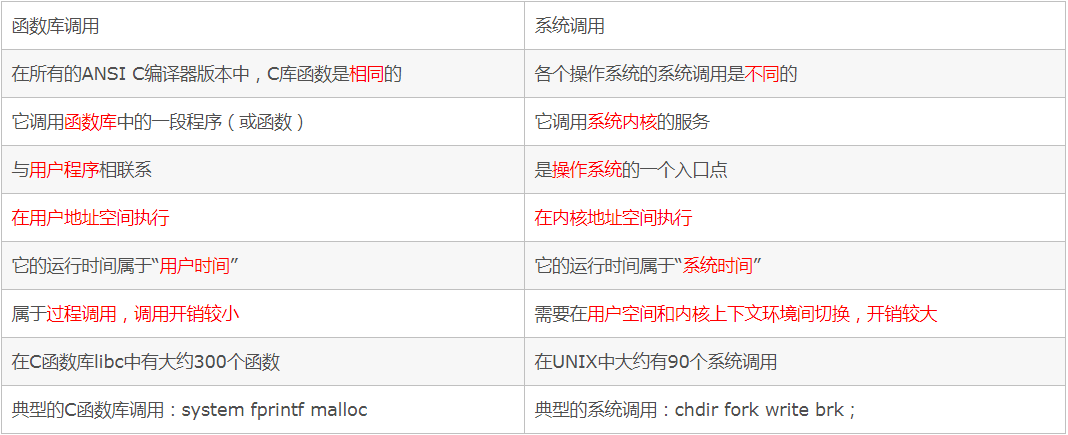 函数库调用
系统调用
在所有的ANSI C编译器版本中，C库函数是相同的
各个操作系统的系统调用是不同的
它调用函数库中的一段程序（或函数）
它调用系统内核的服务
与用户程序相联系
是操作系统的一个入口点
在用户地址空间执行
在内核地址空间执行
它的运行时间属于“用户时间”
它的运行时间属于“系统时间”
属于过程调用，调用开销较小
需要在用户空间和内核上下文环境间切换，开销较大
在C函数库libc中有大约300个函数
在UNIX中大约有90个系统调用
典型的C函数库调用：system fprintf malloc
典型的系统调用：chdir fork write brk；